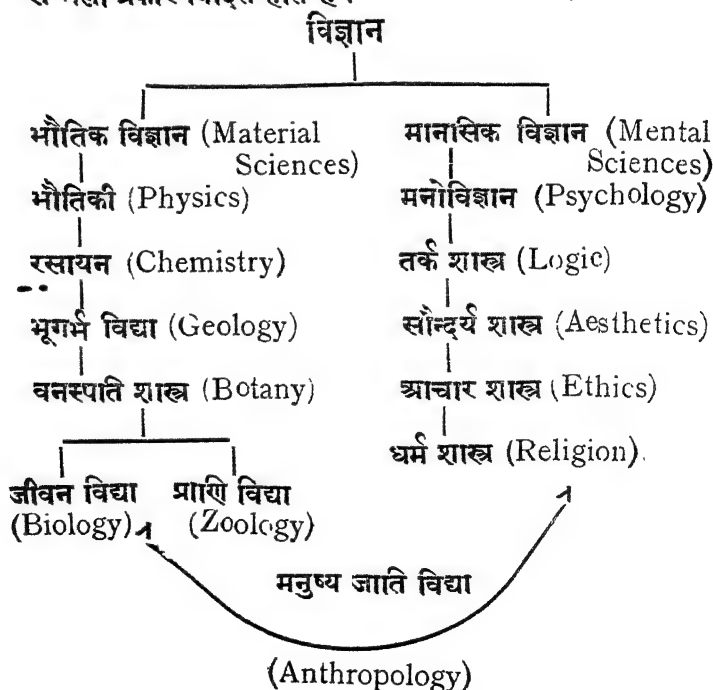 विज्ञान
भौतिक विज्ञान (Material Sciences)
मानसिक विज्ञान (Mental Sciences)
भौतिकी (Physics)
मनोविज्ञान (Psychology)
रसायन (Chemistry)
तर्क शास्त्र (Logic)
भूगर्भ विद्या (Geology)
सौन्दर्य शास्त्र (Aesthetics)
वनस्पति शास्त्र (Botany)
आचार शास्त्र (Ethics)
धर्म शास्त्र (Religion).
जीवन विद्या (Biology)
प्राणि विद्या (Zoology)
मनुष्य जाति विद्या
(Anthropology)